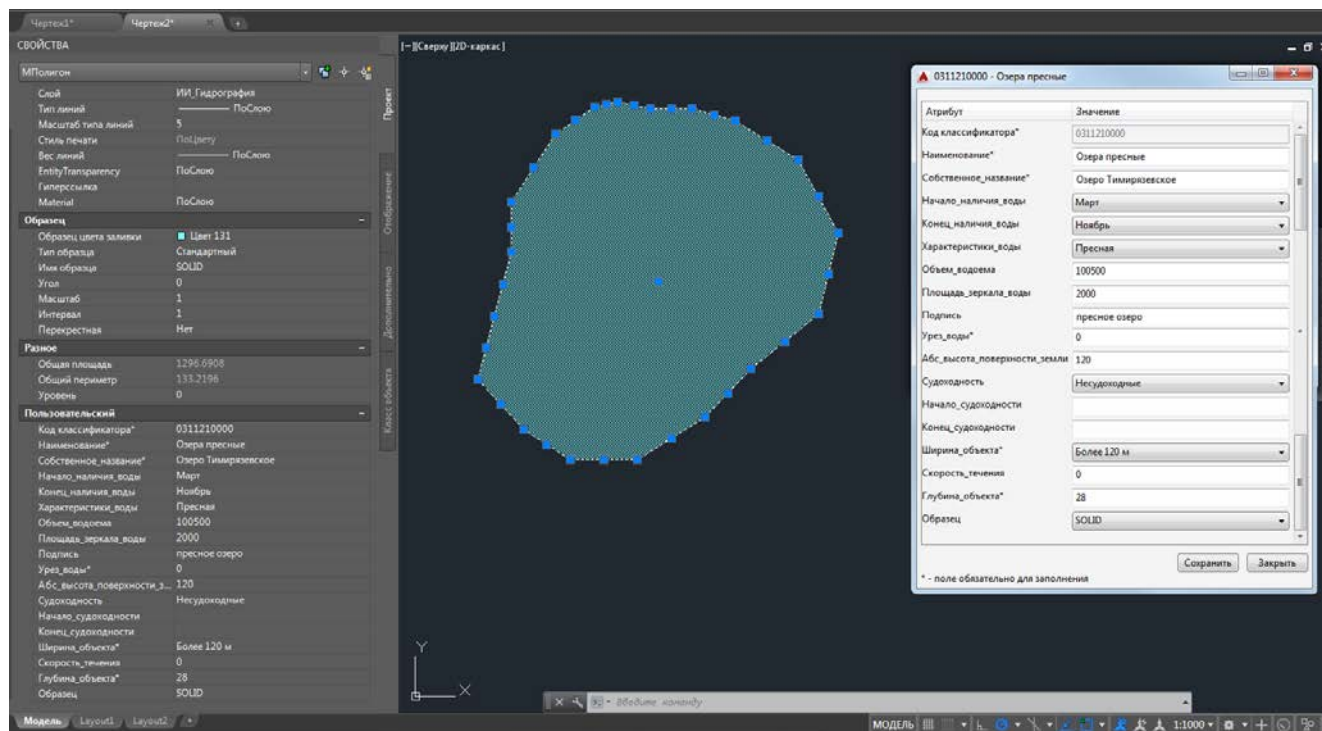 Чертеж1*
Чертеж2*
СВОЙСТВА
МПолигон
Слой ИИ_Гидрография
Тип линий ПоСлою
Масштаб типа линий 5
Стиль печати ПоЦвету
Вес линий ПоСлою
EntityTransparency ПоСлою
Гиперссылка
Material ПоСлою
Образец
Образец цвета заливки Цвет 131
Тип образца Стандартный
Имя образца SOLID
Угол 0
Масштаб 1
Интервал 1
Перекрестная Нет
Разное
Общая площадь 1296.6908
Общий периметр 133.2196
Уровень 0
Пользовательский
Код классификатора* 0311210000
Наименование* Озера пресные
Собственное_название* Озеро Тимирязевское
Начало_наличия_воды Март
Конец_наличия_воды Ноябрь
Характеристики_воды Пресная
Объем_водоема 100500
Площадь_зеркала_воды 2000
Подпись пресное озеро
Урез_воды* 0
Абс_высота_поверхности_з... 120
Судоходность Несудоходные
Начало_судоходности
Конец_судоходности
Ширина_объекта* Более 120 м
Скорость_течения 0
Глубина_объекта* 28
Образец SOLID
Проект
Отображение
Дополнительно
Класс объекта
[−][Сверху][2D-каркас]
Y
X
0311210000 - Озера пресные
Атрибут Значение
Код классификатора* 0311210000
Наименование* Озера пресные
Собственное_название* Озеро Тимирязевское
Начало_наличия_воды Март
Конец_наличия_воды Ноябрь
Характеристики_воды Пресная
Объем_водоема 100500
Площадь_зеркала_воды 2000
Подпись пресное озеро
Урез_воды* 0
Абс_высота_поверхности_земли 120
Судоходность Несудоходные
Начало_судоходности
Конец_судоходности
Ширина_объекта* Более 120 м
Скорость_течения 0
Глубина_объекта* 28
Образец SOLID
Сохранить Закрыть
* - поле обязательно для заполнения
Введите команду
Модель Layout1 Layout2 +
МОДЕЛЬ 1:1000